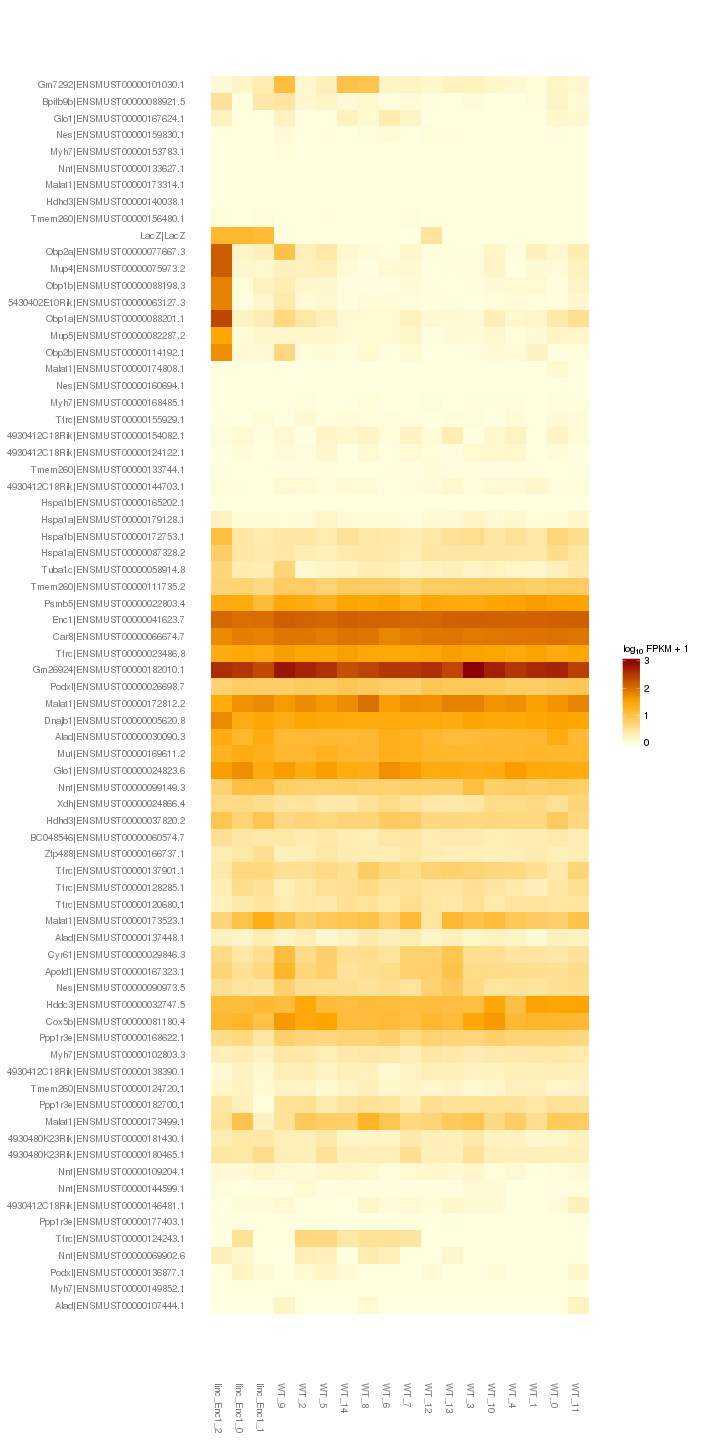 Gm7292|ENSMUST00000101030.1
Bpifb9b|ENSMUST00000088921.5
Glo1|ENSMUST00000167624.1
Nes|ENSMUST00000159830.1
Myh7|ENSMUST00000153783.1
Nnt|ENSMUST00000133627.1
Malat1|ENSMUST00000173314.1
Hdhd3|ENSMUST00000140038.1
Tmem260|ENSMUST00000156480.1
LacZ|LacZ
Obp2a|ENSMUST00000077667.3
Mup4|ENSMUST00000075973.2
Obp1b|ENSMUST00000088198.3
5430402E10Rik|ENSMUST00000063127.3
Obp1a|ENSMUST00000088201.1
Mup5|ENSMUST00000082287.2
Obp2b|ENSMUST00000114192.1
Malat1|ENSMUST00000174808.1
Nes|ENSMUST00000160694.1
Myh7|ENSMUST00000168485.1
Tfrc|ENSMUST00000155929.1
4930412C18Rik|ENSMUST00000154082.1
4930412C18Rik|ENSMUST00000124122.1
Tmem260|ENSMUST00000133744.1
4930412C18Rik|ENSMUST00000144703.1
Hspa1b|ENSMUST00000165202.1
Hspa1a|ENSMUST00000179128.1
Hspa1b|ENSMUST00000172753.1
Hspa1a|ENSMUST00000087328.2
Tuba1c|ENSMUST00000058914.8
Tmem260|ENSMUST00000111735.2
Psmb5|ENSMUST00000022803.4
Enc1|ENSMUST00000041623.7
Car8|ENSMUST00000066674.7
Tfrc|ENSMUST00000023486.8
Gm26924|ENSMUST00000182010.1
Podxl|ENSMUST00000026698.7
Malat1|ENSMUST00000172812.2
Dnajb1|ENSMUST00000005620.8
Alad|ENSMUST00000030090.3
Mut|ENSMUST00000169611.2
Glo1|ENSMUST00000024823.6
Nnt|ENSMUST00000099149.3
Xdh|ENSMUST00000024866.4
Hdhd3|ENSMUST00000037820.2
BC048546|ENSMUST00000060574.7
Zfp488|ENSMUST00000166737.1
Tfrc|ENSMUST00000137901.1
Tfrc|ENSMUST00000128285.1
Tfrc|ENSMUST00000120680.1
Malat1|ENSMUST00000173523.1
Alad|ENSMUST00000137448.1
Cyr61|ENSMUST00000029846.3
Apold1|ENSMUST00000167323.1
Nes|ENSMUST00000090973.5
Hddc3|ENSMUST00000032747.5
Cox5b|ENSMUST00000081180.4
Ppp1r3e|ENSMUST00000168622.1
Myh7|ENSMUST00000102803.3
4930412C18Rik|ENSMUST00000138390.1
Tmem260|ENSMUST00000124720.1
Ppp1r3e|ENSMUST00000182700.1
Malat1|ENSMUST00000173499.1
4930480K23Rik|ENSMUST00000181430.1
4930480K23Rik|ENSMUST00000180465.1
Nnt|ENSMUST00000109204.1
Nnt|ENSMUST00000144599.1
4930412C18Rik|ENSMUST00000146481.1
Ppp1r3e|ENSMUST00000177403.1
Tfrc|ENSMUST00000124243.1
Nnt|ENSMUST00000069902.6
Podxl|ENSMUST00000136877.1
Myh7|ENSMUST00000149852.1
Alad|ENSMUST00000107444.1
log10 FPKM + 1
3
2
1
0
linc_Enc1_2
linc_Enc1_0
linc_Enc1_1
WT_9
WT_2
WT_5
WT_14
WT_8
WT_6
WT_7
WT_12
WT_13
WT_3
WT_10
WT_4
WT_1
WT_0
WT_11